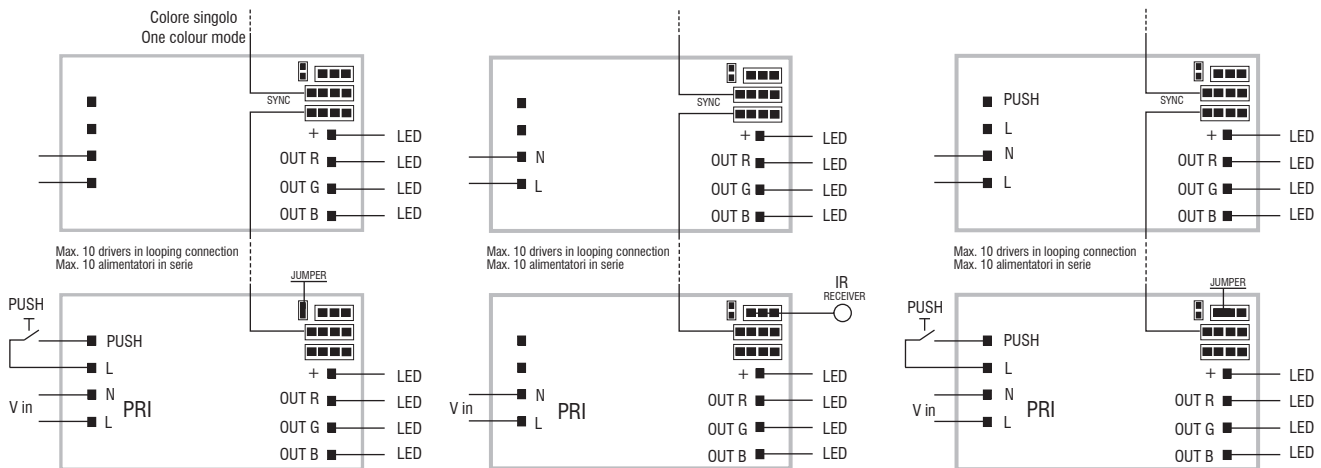 Colore singolo
One colour mode
SYNC
+ LED
OUT R LED
OUT G LED
OUT B LED
Max. 10 drivers in looping connection
Max. 10 alimentatori in serie
JUMPER
PUSH
PUSH
L
N
V in
L
PRI
+ LED
OUT R LED
OUT G LED
OUT B LED
SYNC
N
L
+ LED
OUT R LED
OUT G LED
OUT B LED
Max. 10 drivers in looping connection
Max. 10 alimentatori in serie
IR
RECEIVER
N
V in
L
PRI
+ LED
OUT R LED
OUT G LED
OUT B LED
PUSH
L
N
L
SYNC
+ LED
OUT R LED
OUT G LED
OUT B LED
Max. 10 drivers in looping connection
Max. 10 alimentatori in serie
JUMPER
PUSH
PUSH
L
N
V in
L
PRI
+ LED
OUT R LED
OUT G LED
OUT B LED